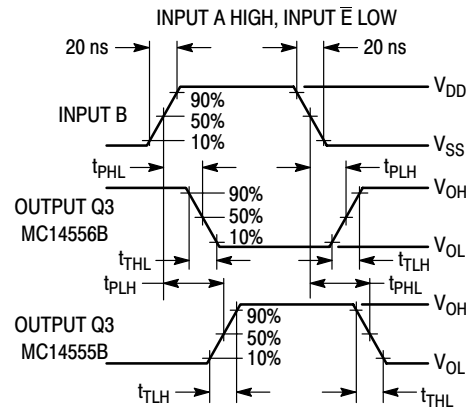 INPUT A HIGH, INPUT E̅ LOW
20 ns 20 ns
V_DD
90%
INPUT B 50%
10% V_SS
t_PHL t_PLH
90% V_OH
OUTPUT Q3 50%
MC14556B 10% V_OL
t_THL t_TLH
t_PLH t_PHL
V_OH
OUTPUT Q3 90%
MC14555B 50%
10% V_OL
t_TLH t_THL